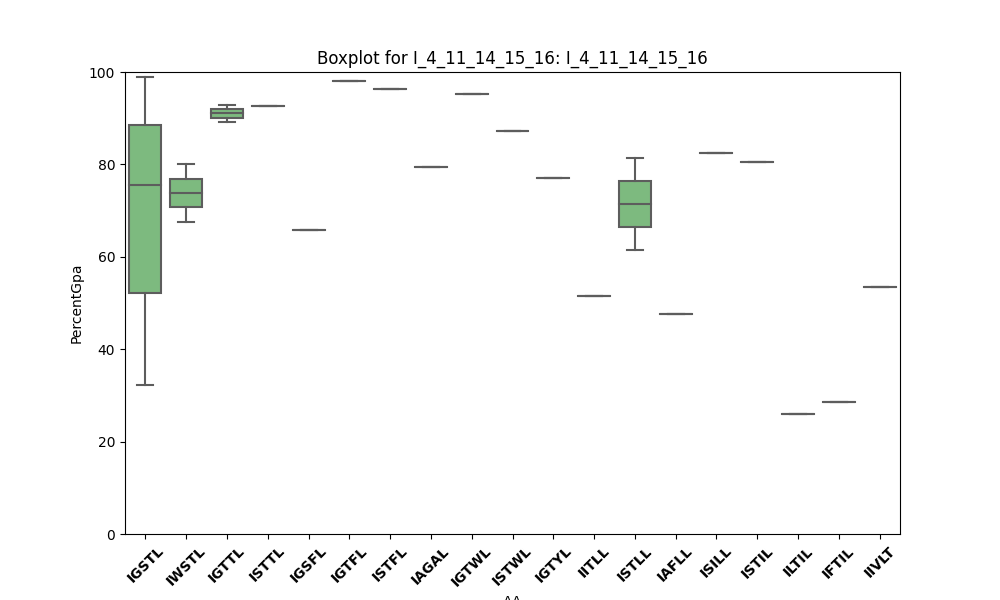 Boxplot for I_4_11_14_15_16: I_4_11_14_15_16
PercentGpa
100
80
60
40
20
0
IGSTL
IWSTL
IGTTL
ISTTL
IGSFL
IGTFL
ISTFL
IAGAL
IGTWL
ISTWL
IGTYL
IITLL
ISTLL
IAFLL
ISILL
ISTIL
ILTIL
IFTIL
IIVLT
AA